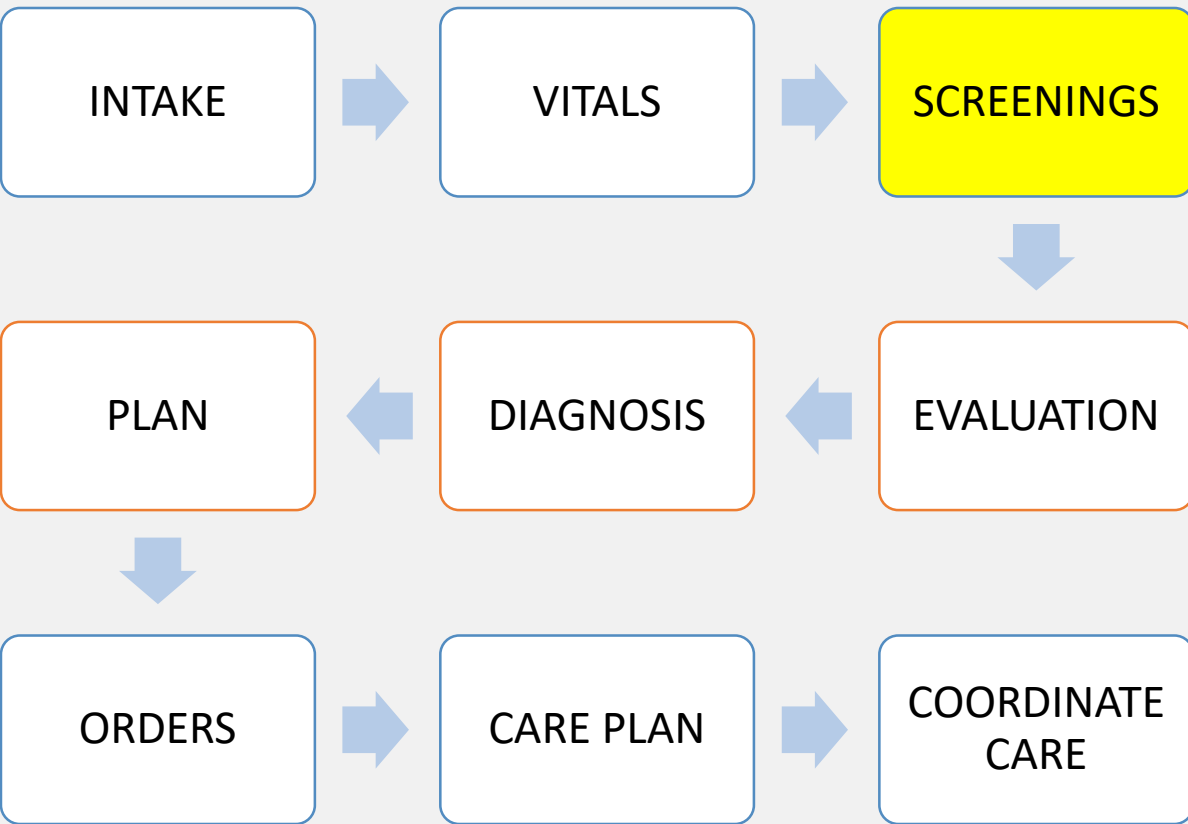 INTAKE
VITALS
SCREENINGS
PLAN
DIAGNOSIS
EVALUATION
ORDERS
CARE PLAN
COORDINATE
CARE